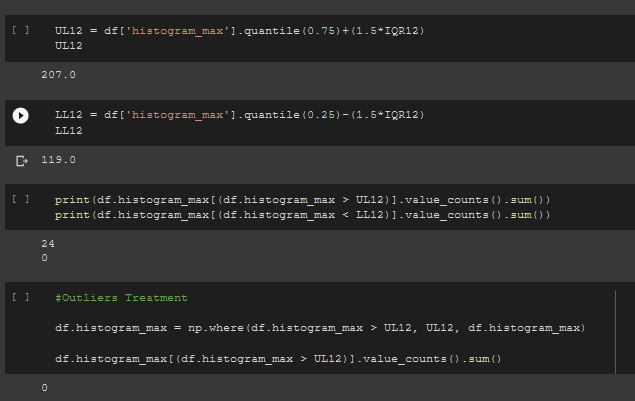 [ ] UL12 = df['histogram_max'].quantile(0.75)+(1.5*IQR12)
UL12
207.0
LL12 = df['histogram_max'].quantile(0.25)-(1.5*IQR12)
LL12
119.0
[ ] print(df.histogram_max[(df.histogram_max > UL12)].value_counts().sum())
print(df.histogram_max[(df.histogram_max < LL12)].value_counts().sum())
24
0
[ ] #Outliers Treatment
df.histogram_max = np.where(df.histogram_max > UL12, UL12, df.histogram_max)
df.histogram_max[(df.histogram_max > UL12)].value_counts().sum()
0